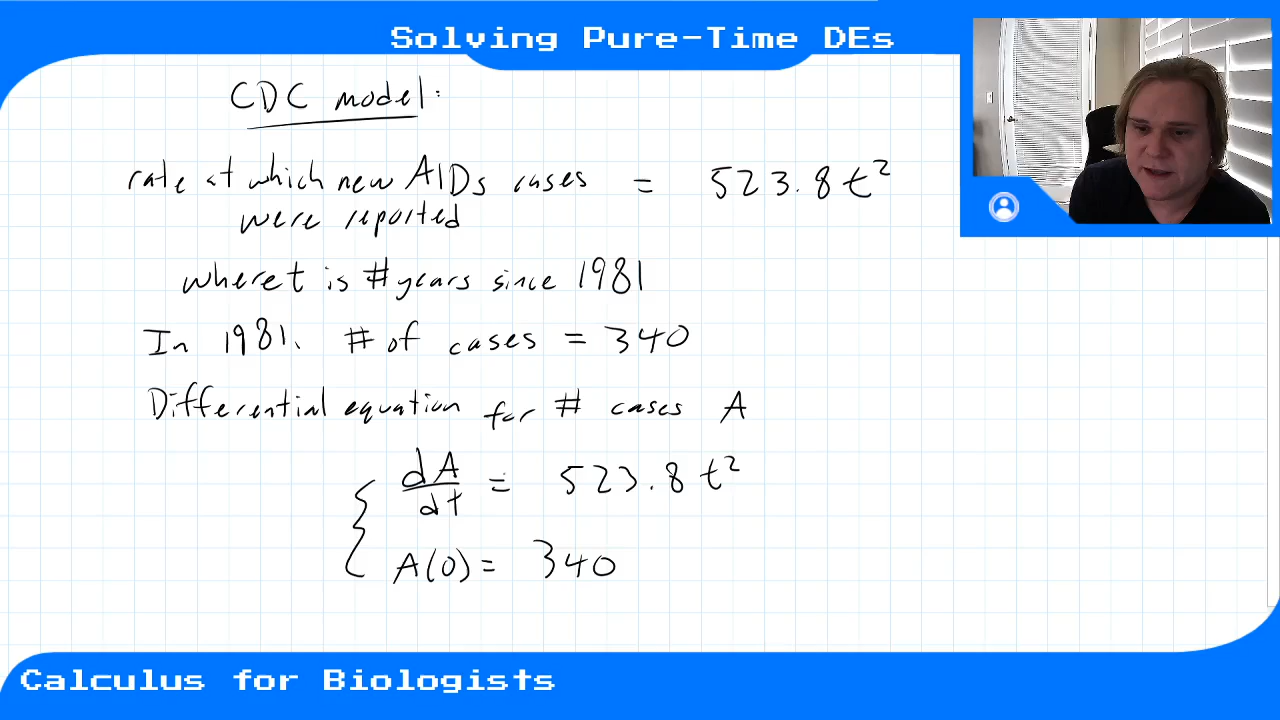 Solving Pure-Time DEs
CDC model:
rate at which new AIDs cases = 523.8t²
were reported
where t is # years since 1981
In 1981, # of cases = 340
Differential equation for # cases A
dA/dt = 523.8t²
A(0) = 340
Calculus for Biologists